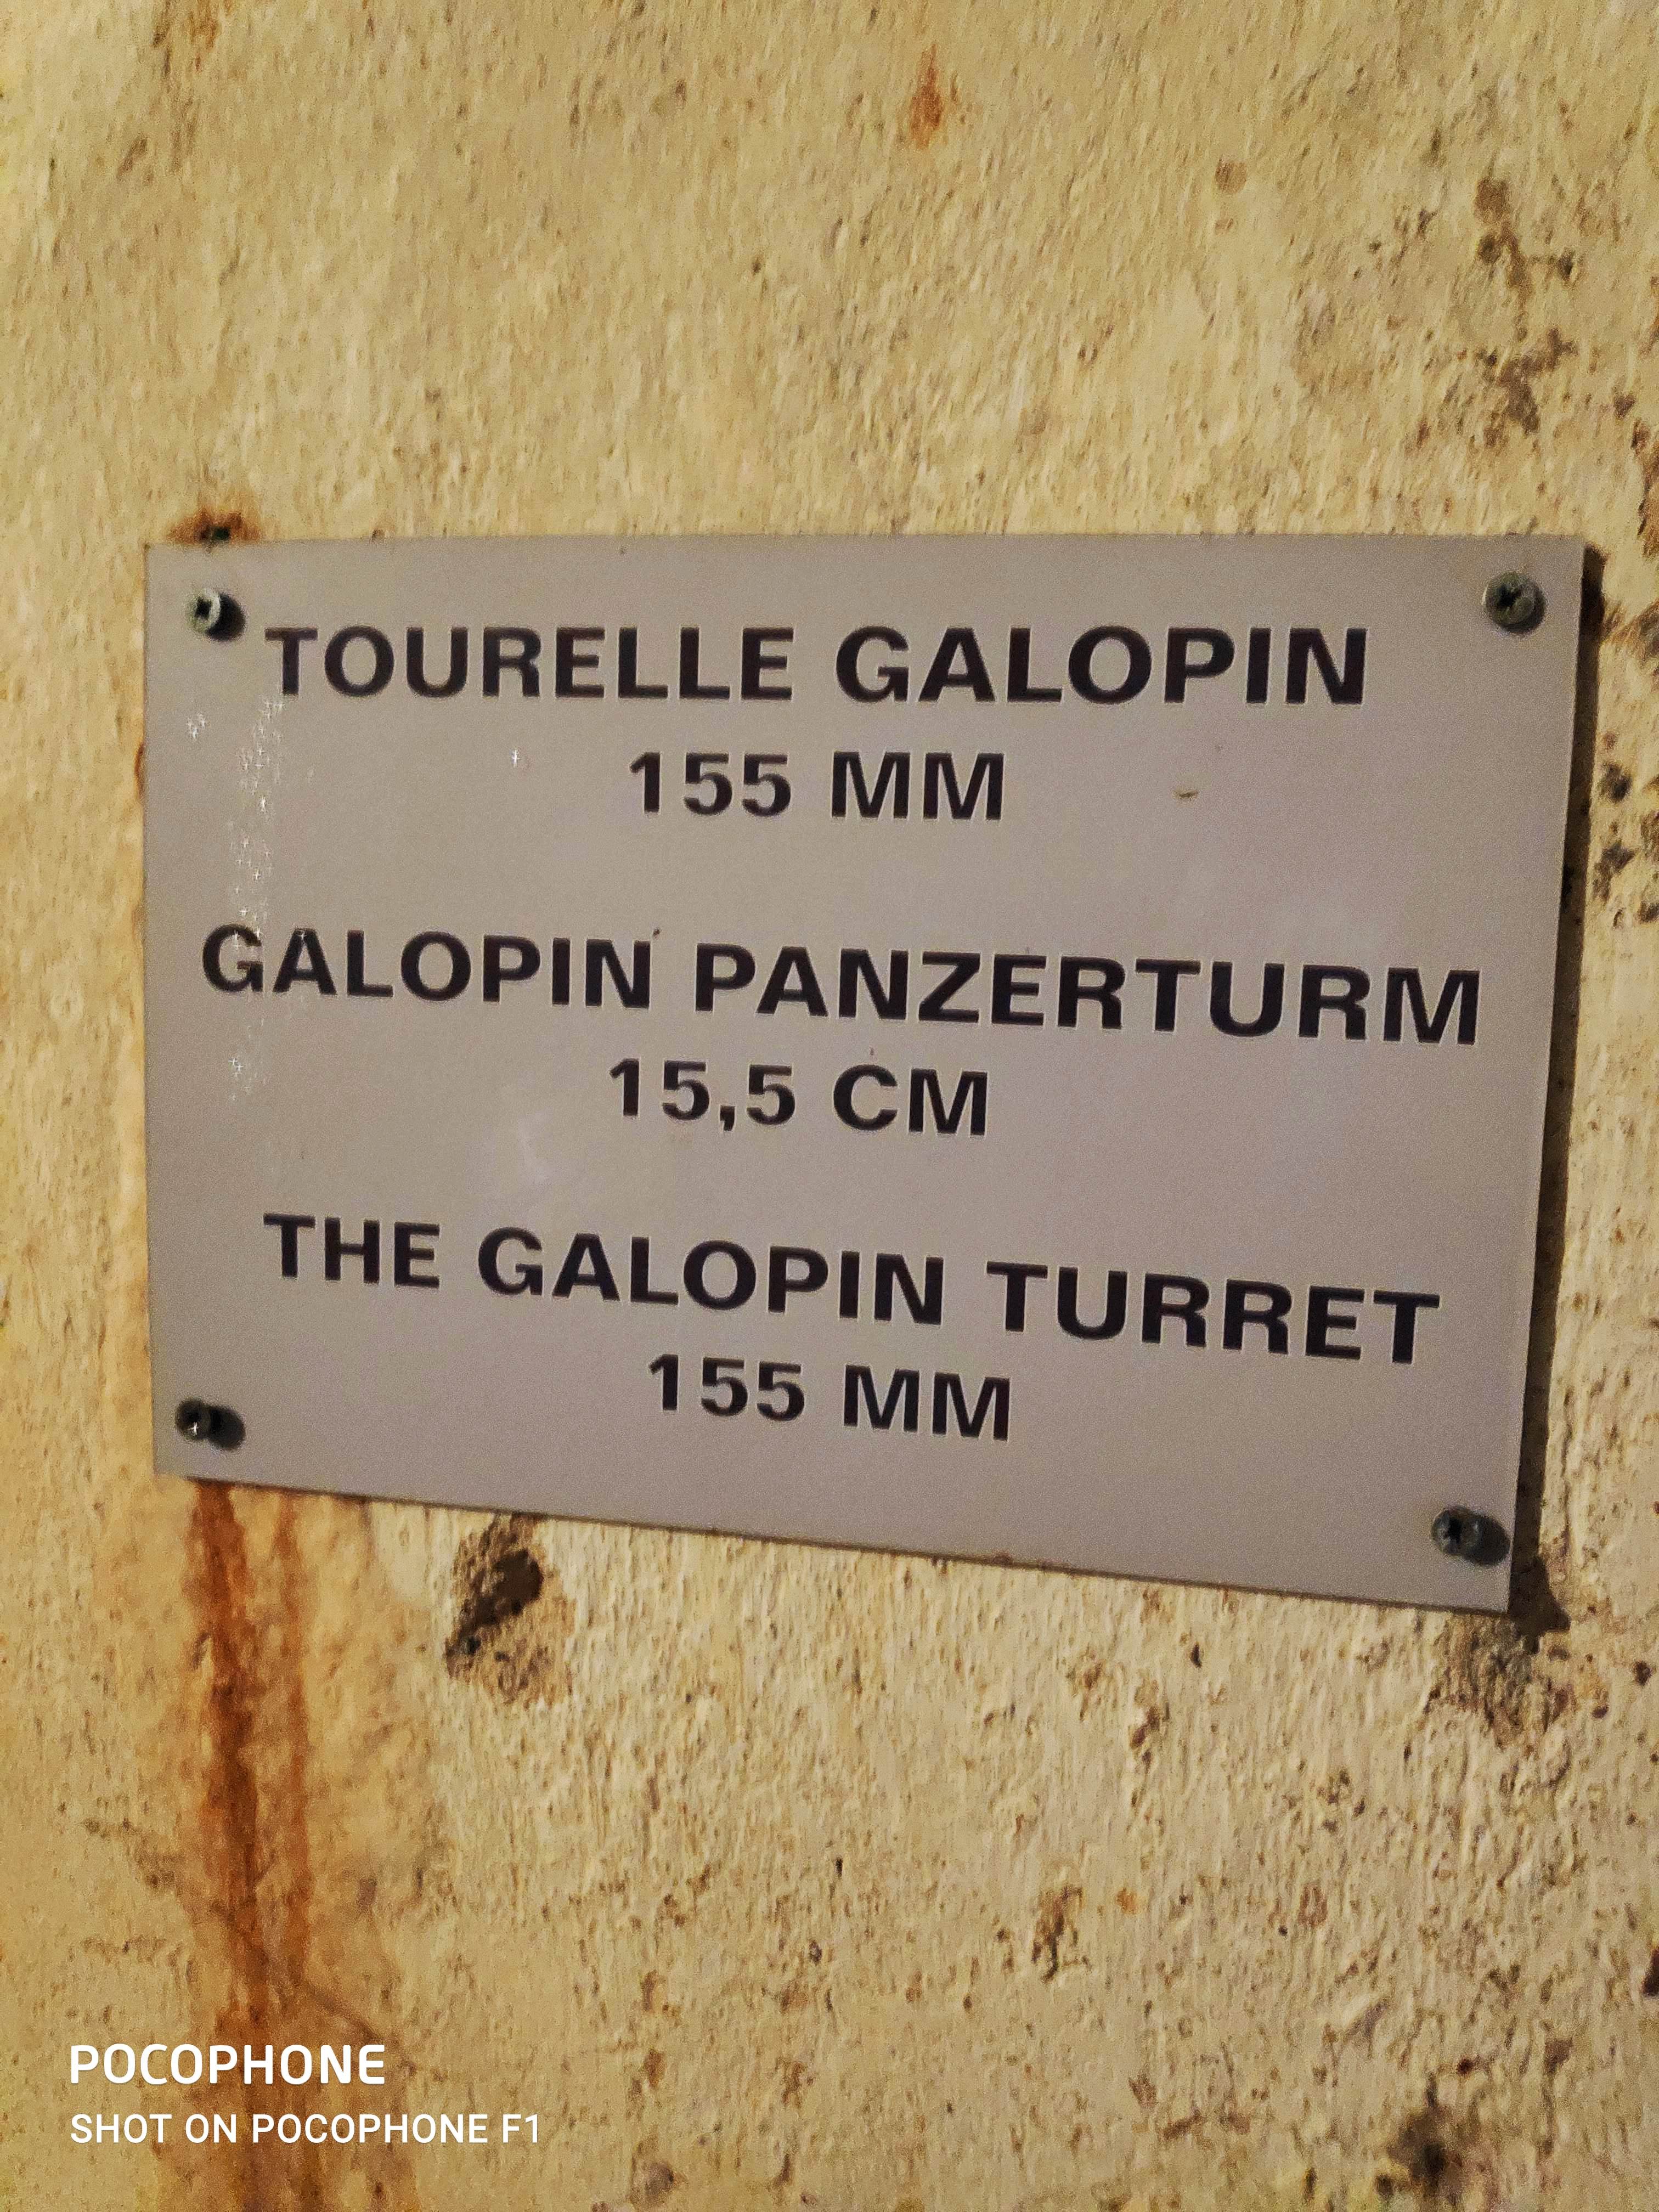 TOURELLE GALOPIN
155 MM
GALOPIN PANZERTURM
15,5 CM
THE GALOPIN TURRET
155 MM
POCOPHONE
SHOT ON POCOPHONE F1